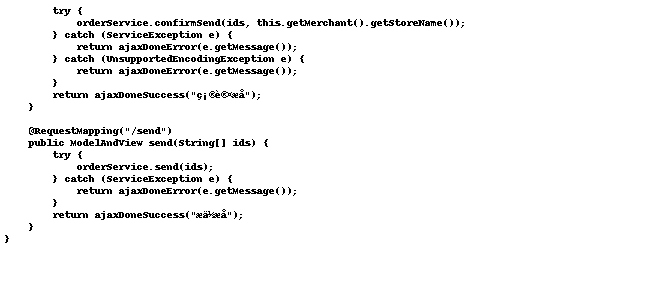 try {
orderService.confirmSend(ids, this.getMerchant().getStoreName());
} catch (ServiceException e) {
return ajaxDoneError(e.getMessage());
} catch (UnsupportedEncodingException e) {
return ajaxDoneError(e.getMessage());
}
return ajaxDoneSuccess("ç¡®è®¤æå");
}
@RequestMapping("/send")
public ModelAndView send(String[] ids) {
try {
orderService.send(ids);
} catch (ServiceException e) {
return ajaxDoneError(e.getMessage());
}
return ajaxDoneSuccess("æä½æå");
}
}